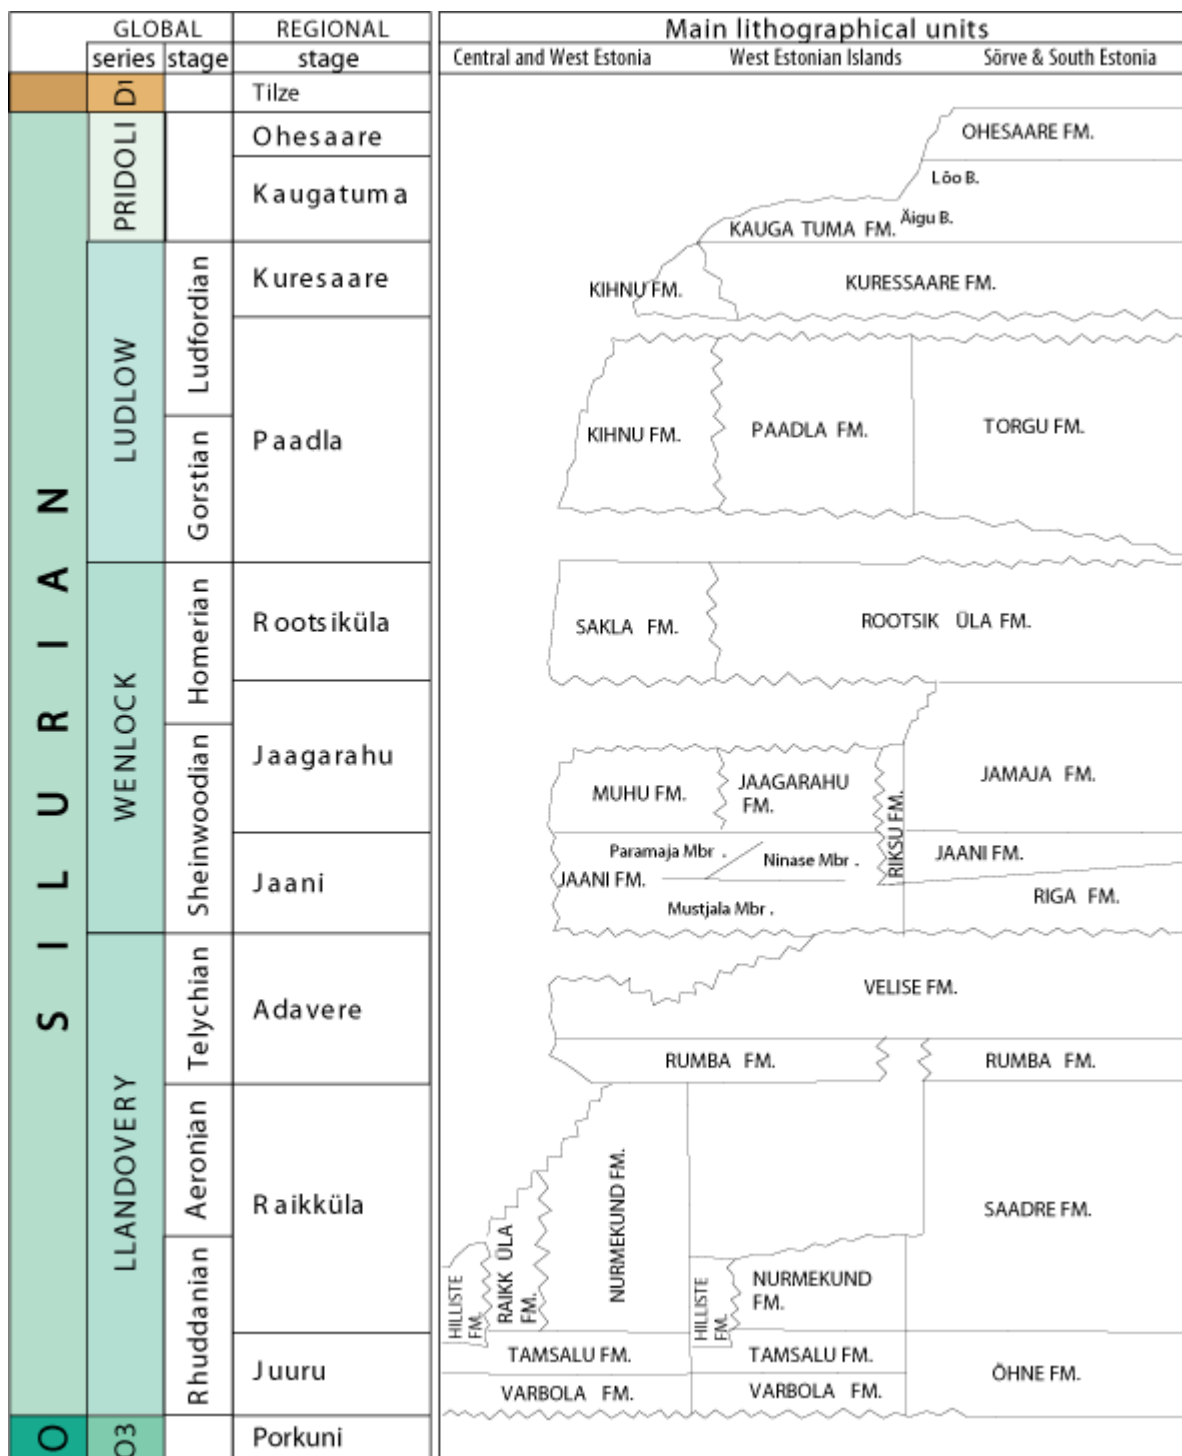 GLOBAL REGIONAL Main lithographical units
series stage stage Central and West Estonia West Estonian Islands Sõrve & South Estonia
D1 Tilze
SILURIAN
PRIDOLI
Ohesaare
OHESAARE FM.
Lõo B.
Kaugatuma
KAUGA TUMA FM. Äigu B.
LUDLOW
Ludfordian
Kuresaare
KIHNU FM. KURESSAARE FM.
Paadla
KIHNU FM. PAADLA FM. TORGU FM.
Gorstian
WENLOCK
Homerian
Rootsiküla
SAKLA FM. ROOTSIK ÜLA FM.
Jaagarahu
MUHU FM. JAAGARAHU
FM.
RIKSU FM.
JAMAJA FM.
Sheinwoodian
Jaani
Paramaja Mbr . Ninase Mbr . JAANI FM.
JAANI FM.
Mustjala Mbr . RIGA FM.
LLANDOVERY
Telychian
Adavere
VELISE FM.
RUMBA FM. RUMBA FM.
Aeronian
Raikküla
NURMEKUND FM.
SAADRE FM.
RAIKK ÜLA
FM.
HILLISTE
FM.
HILLISTE
FM.
NURMEKUND
FM.
Rhuddanian
Juuru
TAMSALU FM. TAMSALU FM. ÕHNE FM.
VARBOLA FM. VARBOLA FM.
O O3 Porkuni